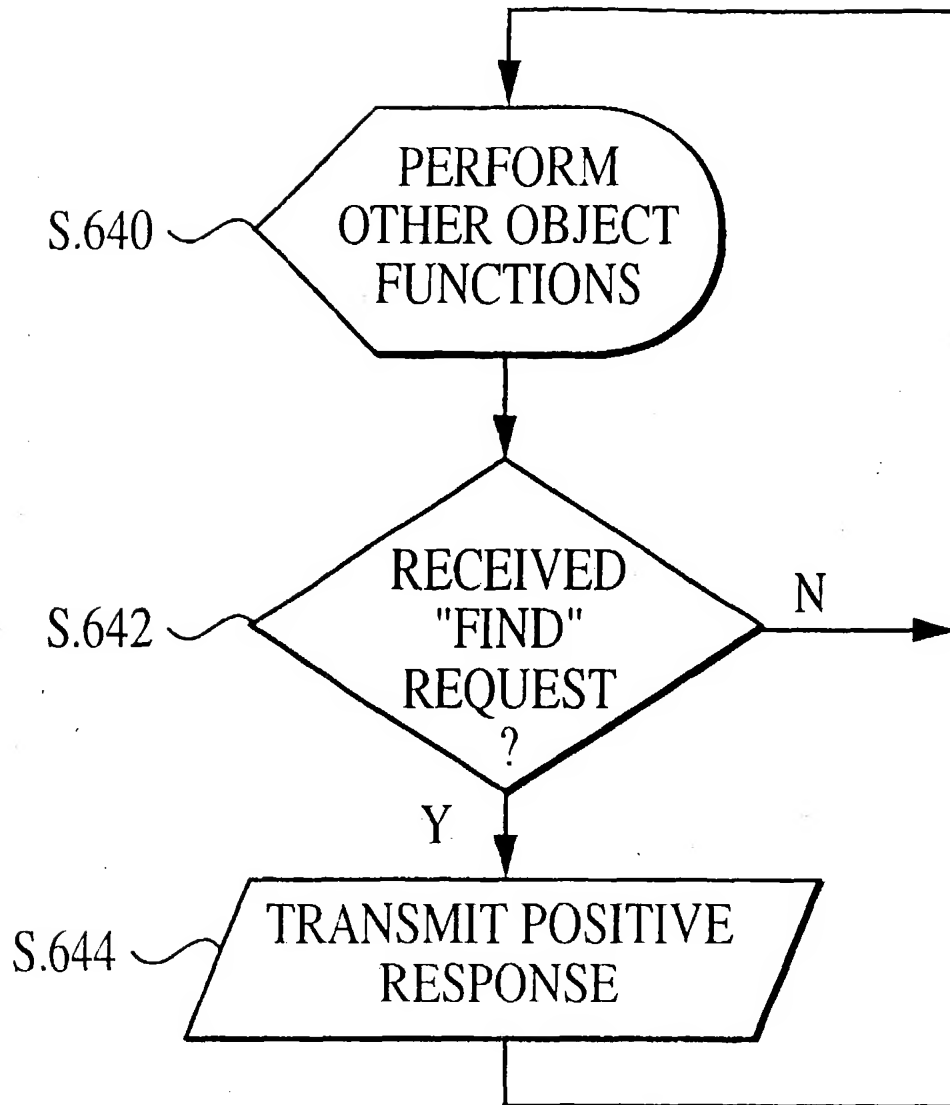 S.640
PERFORM
OTHER OBJECT
FUNCTIONS
S.642
RECEIVED
"FIND"
REQUEST
?
N
Y
S.644
TRANSMIT POSITIVE
RESPONSE